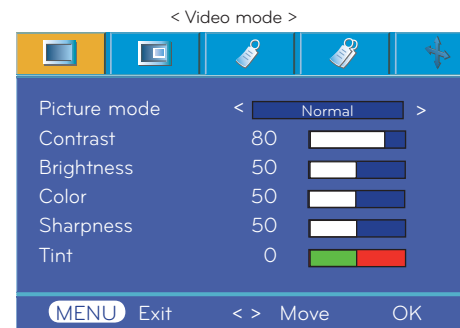 < Video mode >
Picture mode < Normal >
Contrast 80
Brightness 50
Color 50
Sharpness 50
Tint 0
MENU Exit < > Move OK